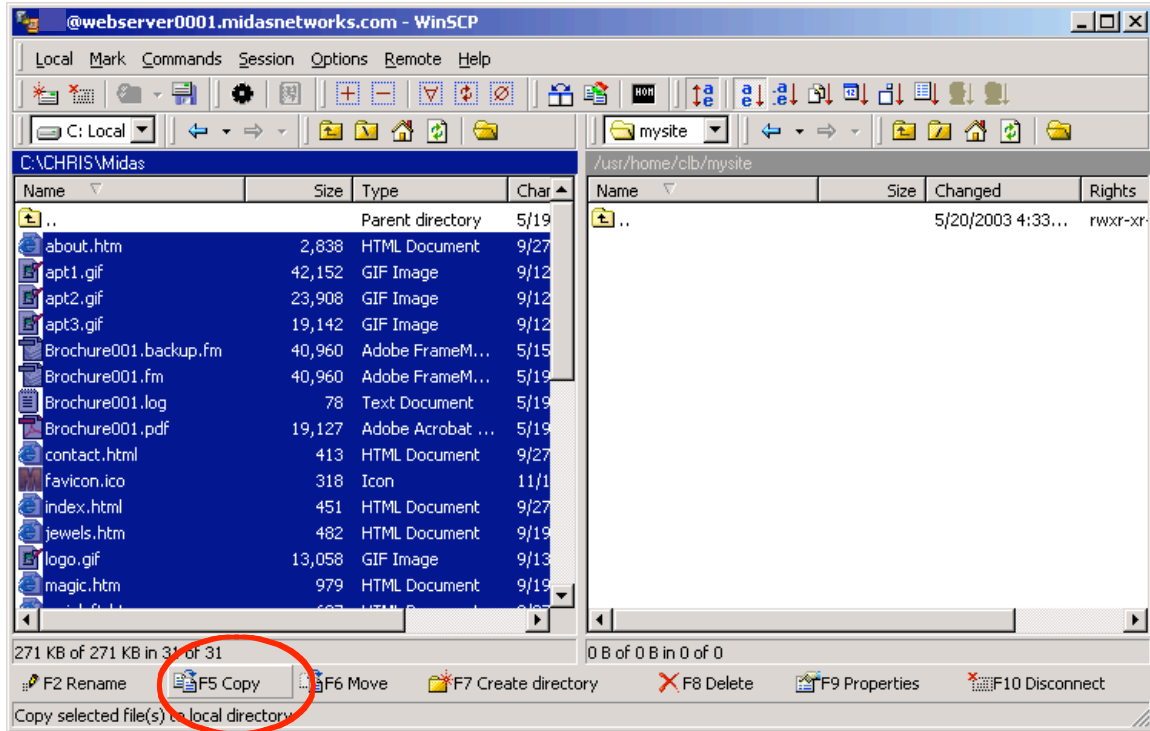 @webserver0001.midasnetworks.com - WinSCP
Local Mark Commands Session Options Remote Help
C: Local mysite
C:\CHRIS\Midas /usr/home/clb/mysite
Name Size Type Char Name Size Changed Rights
.. Parent directory 5/19 .. 5/20/2003 4:33... rwxr-xr-
about.htm 2,838 HTML Document 9/27
apt1.gif 42,152 GIF Image 9/12
apt2.gif 23,908 GIF Image 9/12
apt3.gif 19,142 GIF Image 9/12
Brochure001.backup.fm 40,960 Adobe FrameM... 5/15
Brochure001.fm 40,960 Adobe FrameM... 5/19
Brochure001.log 78 Text Document 5/19
Brochure001.pdf 19,127 Adobe Acrobat ... 5/19
contact.html 413 HTML Document 9/27
favicon.ico 318 Icon 11/1
index.html 451 HTML Document 9/27
jewels.htm 482 HTML Document 9/19
logo.gif 13,058 GIF Image 9/13
magic.htm 979 HTML Document 9/19
271 KB of 271 KB in 31 of 31 0 B of 0 B in 0 of 0
F2 Rename F5 Copy F6 Move F7 Create directory F8 Delete F9 Properties F10 Disconnect
Copy selected file(s) to local directory